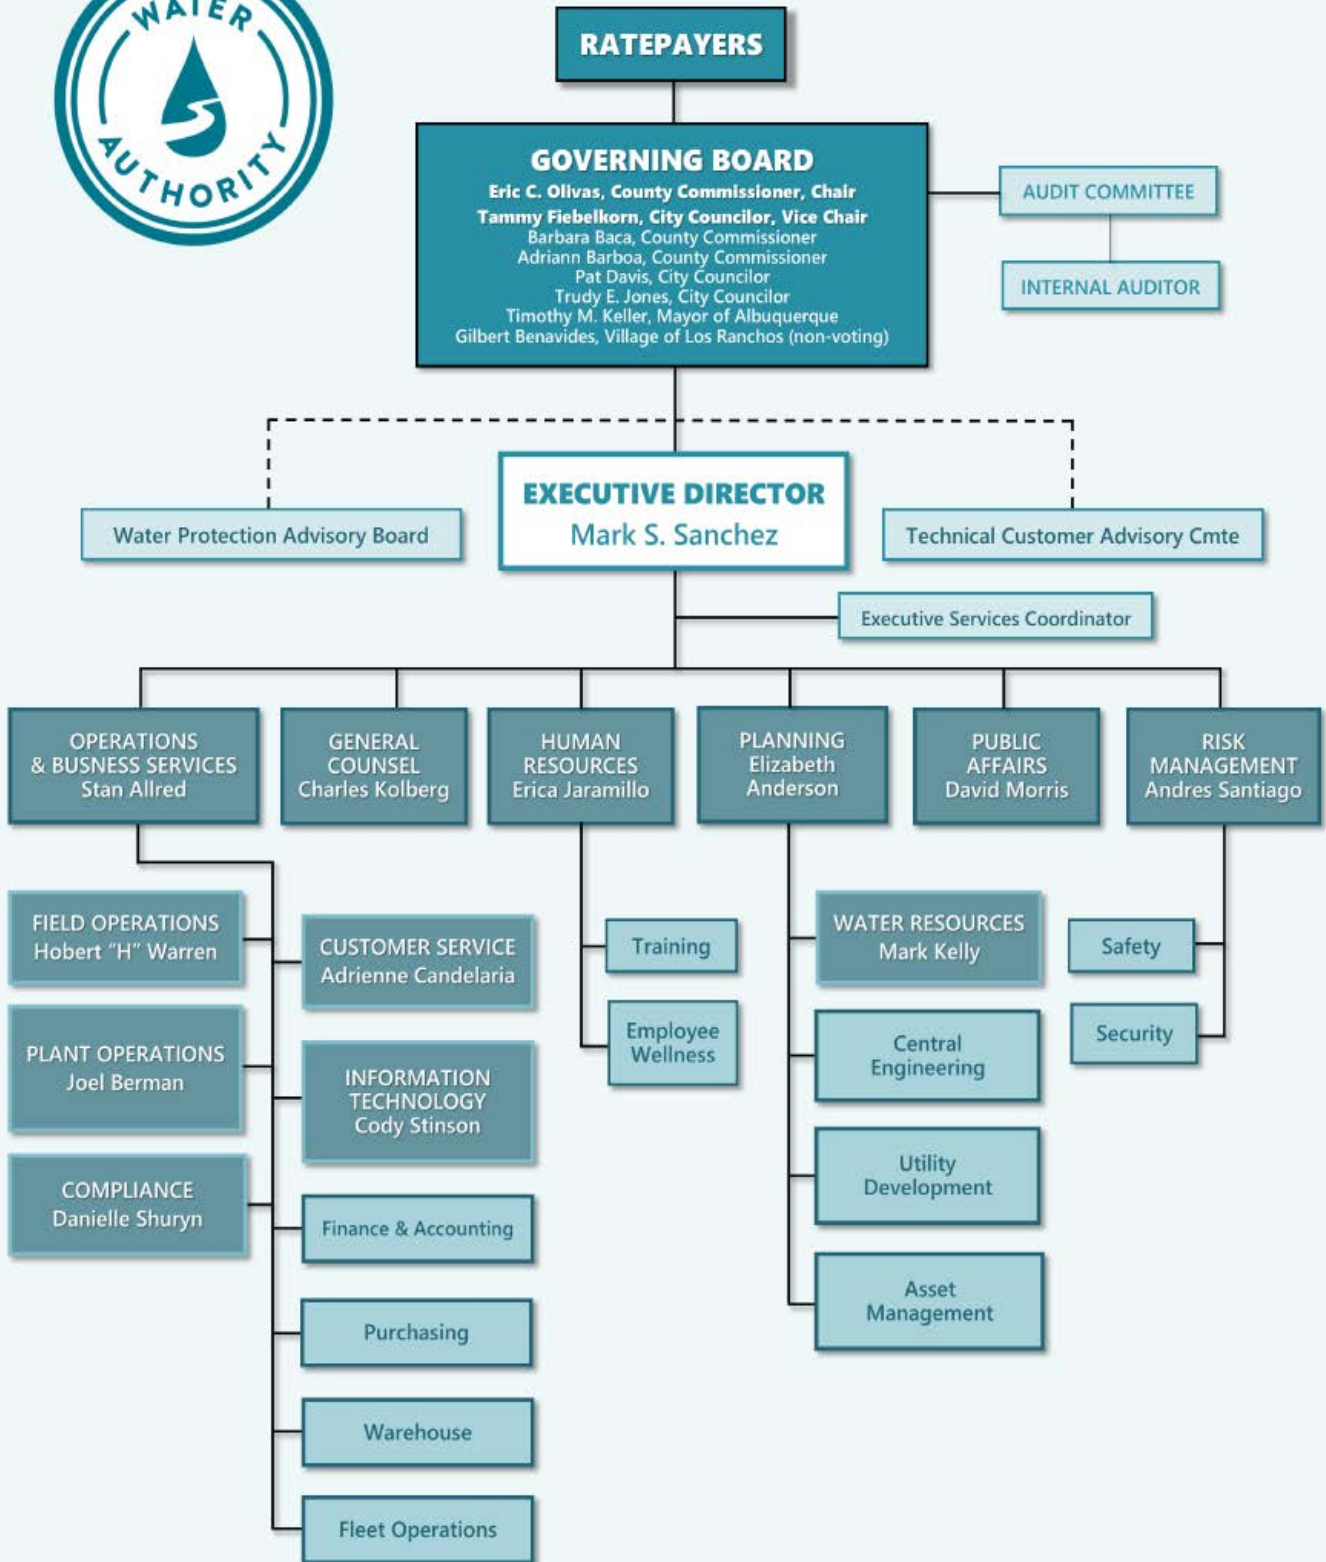 WATER
AUTHORITY
RATEPAYERS
GOVERNING BOARD
Eric C. Olivas, County Commissioner, Chair
Tammy Fiebelkorn, City Councilor, Vice Chair
Barbara Baca, County Commissioner
Adriann Barboa, County Commissioner
Pat Davis, City Councilor
Trudy E. Jones, City Councilor
Timothy M. Keller, Mayor of Albuquerque
Gilbert Benavides, Village of Los Ranchos (non-voting)
AUDIT COMMITTEE
INTERNAL AUDITOR
EXECUTIVE DIRECTOR
Mark S. Sanchez
Water Protection Advisory Board
Technical Customer Advisory Cmte
Executive Services Coordinator
OPERATIONS
& BUSNESS SERVICES
Stan Allred
GENERAL
COUNSEL
Charles Kolberg
HUMAN
RESOURCES
Erica Jaramillo
PLANNING
Elizabeth
Anderson
PUBLIC
AFFAIRS
David Morris
RISK
MANAGEMENT
Andres Santiago
FIELD OPERATIONS
Hobert "H" Warren
PLANT OPERATIONS
Joel Berman
COMPLIANCE
Danielle Shuryn
CUSTOMER SERVICE
Adrienne Candelaria
INFORMATION
TECHNOLOGY
Cody Stinson
Finance & Accounting
Purchasing
Warehouse
Fleet Operations
Training
Employee
Wellness
WATER RESOURCES
Mark Kelly
Central
Engineering
Utility
Development
Asset
Management
Safety
Security